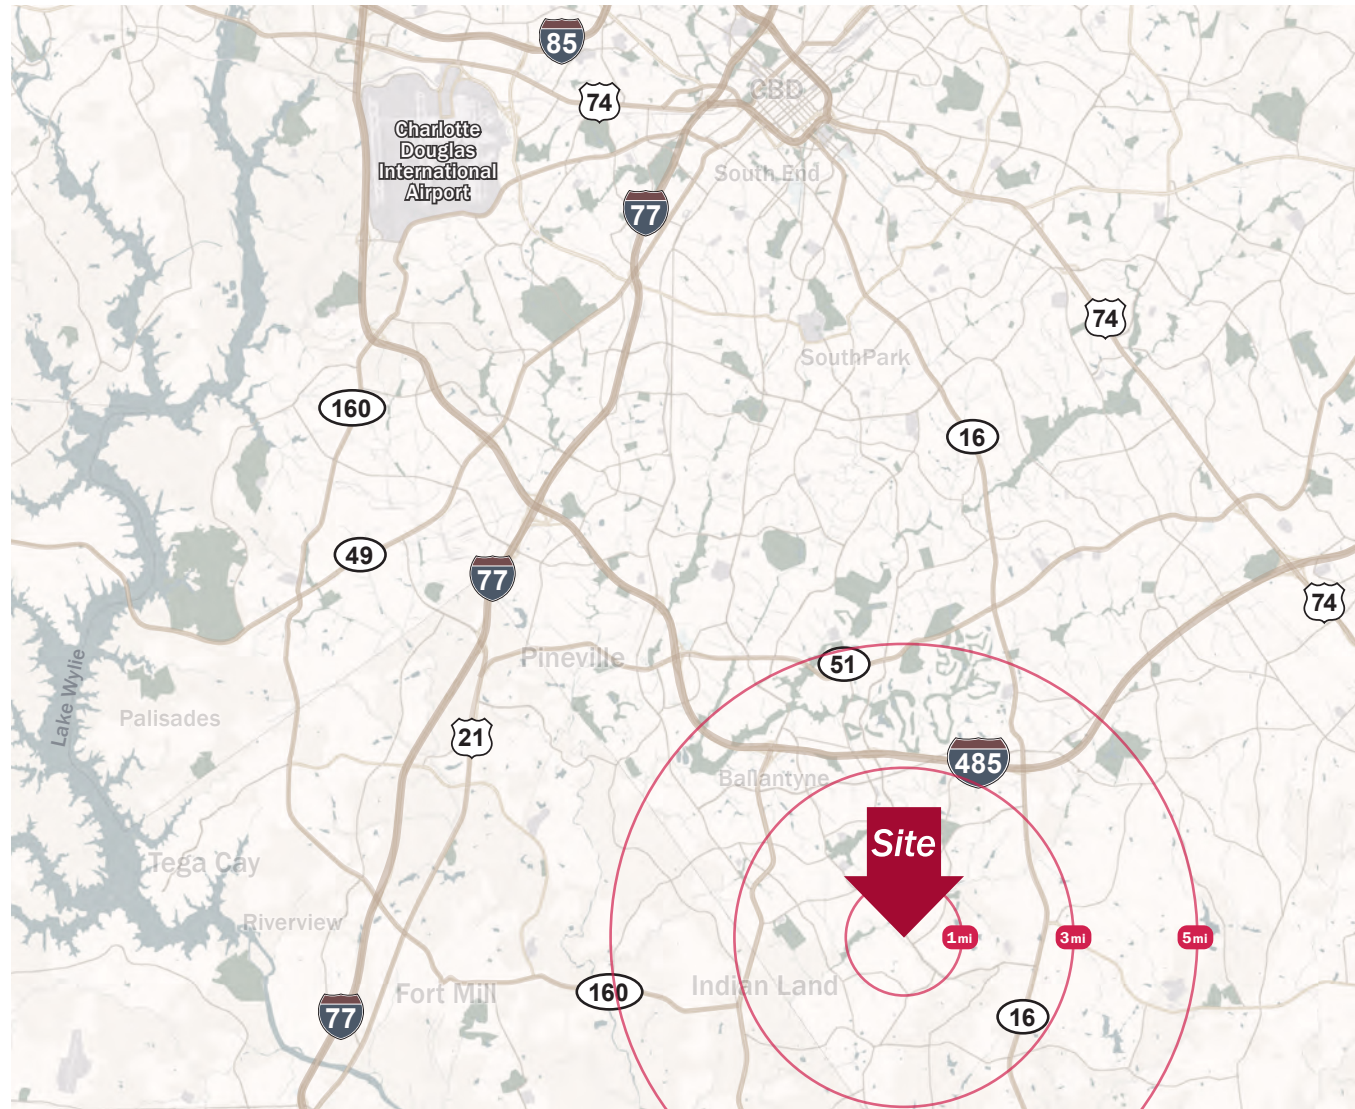 85
CBD
74
Charlotte
Douglas
International
Airport
South End
77
74
SouthPark
160
16
49
77
74
Pineville
51
Lake Wylie
Palisades
21
485
Ballantyne
Site
Tega Cay
Riverview
1mi
3mi
5mi
Indian Land
Fort Mill
160
77
16